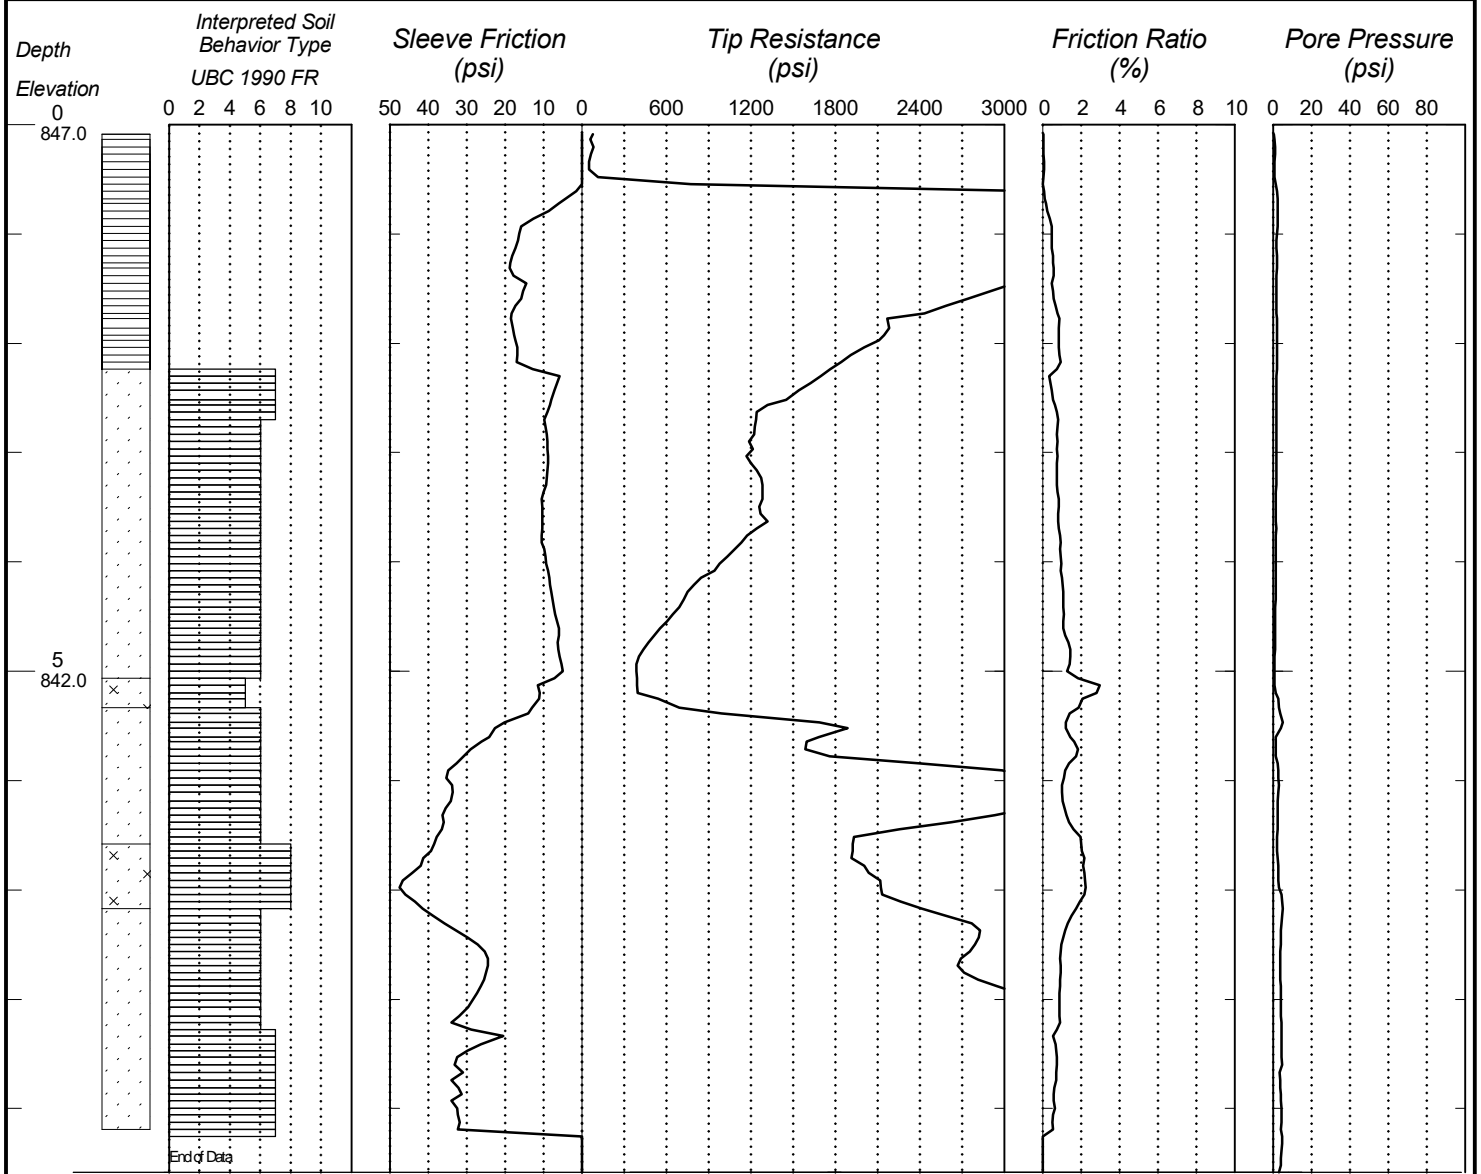 Depth
Elevation
Interpreted Soil
Behavior Type
UBC 1990 FR
Sleeve Friction
(psi)
Tip Resistance
(psi)
Friction Ratio
(%)
Pore Pressure
(psi)
0 2 4 6 8 10
50 40 30 20 10 0
600 1200 1800 2400 3000
0 2 4 6 8 10
0 20 40 60 80
0
847.0
5
842.0
End of Data